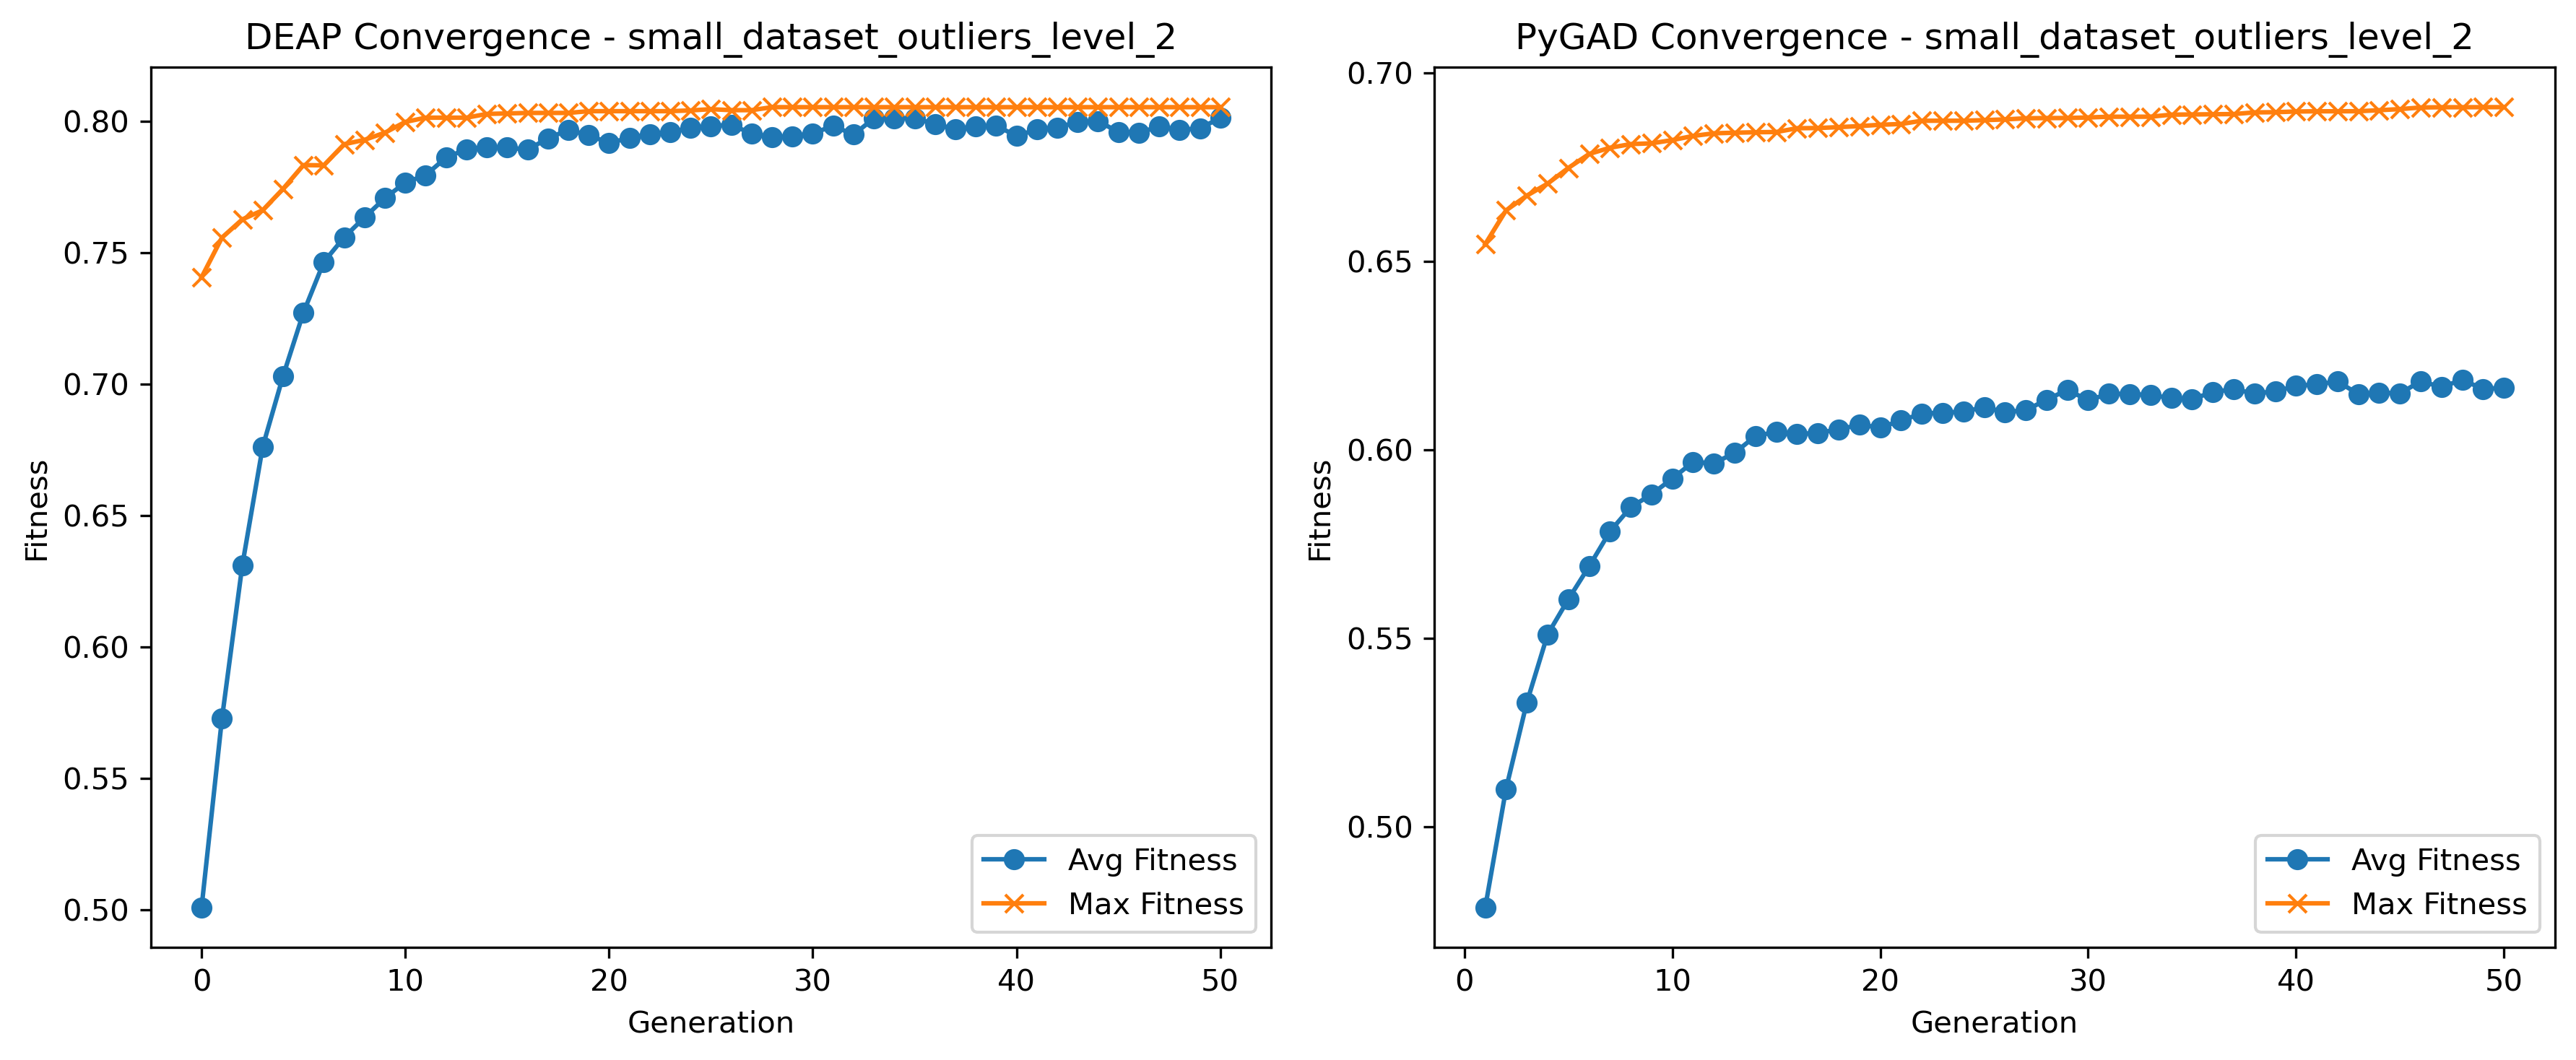 DEAP Convergence - small_dataset_outliers_level_2
0.80
0.75
0.70
0.65
0.60
0.55
0.50
Fitness
0 10 20 30 40 50
Generation
Avg Fitness
Max Fitness
PyGAD Convergence - small_dataset_outliers_level_2
0.70
0.65
0.60
0.55
0.50
Fitness
0 10 20 30 40 50
Generation
Avg Fitness
Max Fitness